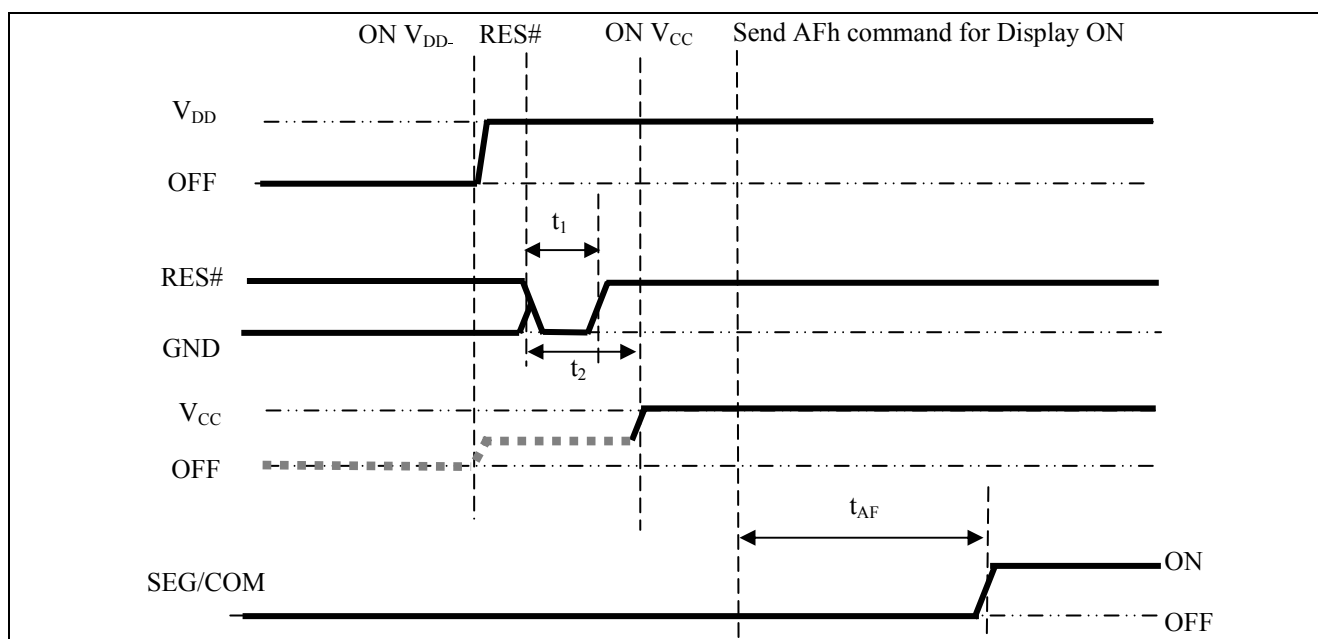 ON VDD- RES# ON VCC Send AFh command for Display ON
VDD
OFF
t1
RES#
GND
t2
VCC
OFF
tAF
SEG/COM
ON
OFF